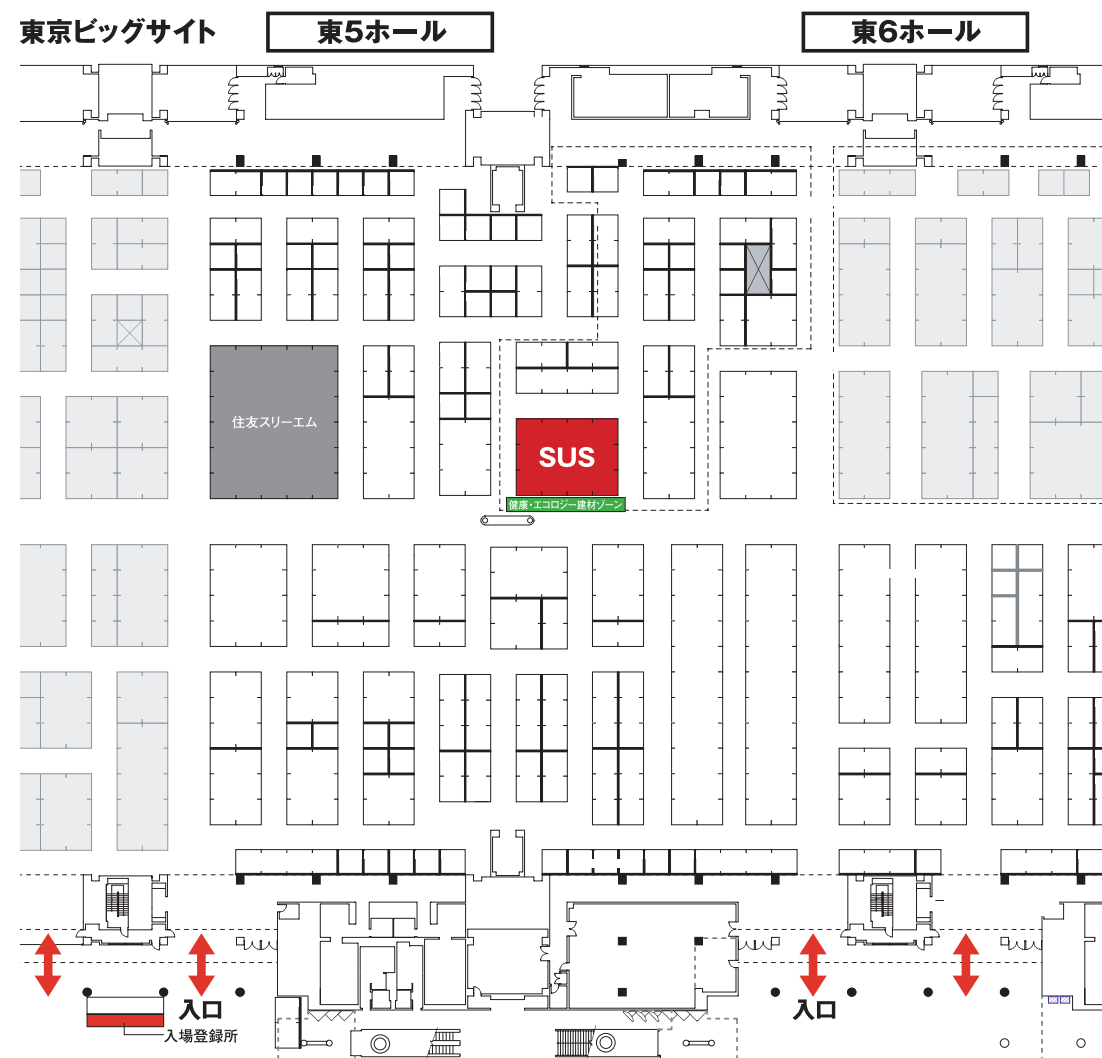 東京ビッグサイト
東5ホール
東6ホール
住友スリーエム
SUS
健康・エコロジー建材ゾーン
入口
入口
入場登録所